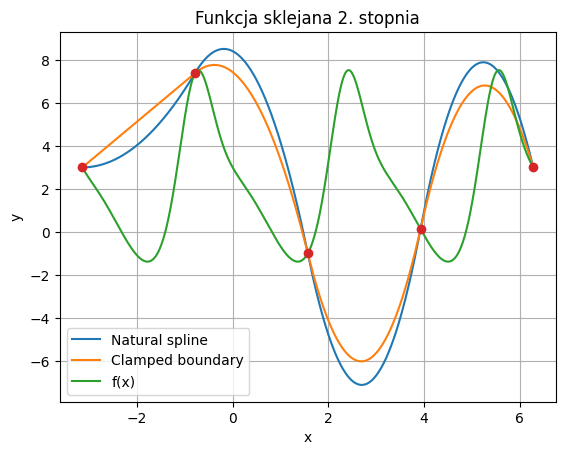 Funkcja sklejana 2. stopnia
y
8
6
4
2
0
−2
−4
−6
Natural spline
Clamped boundary
f(x)
−2 0 2 4 6
x